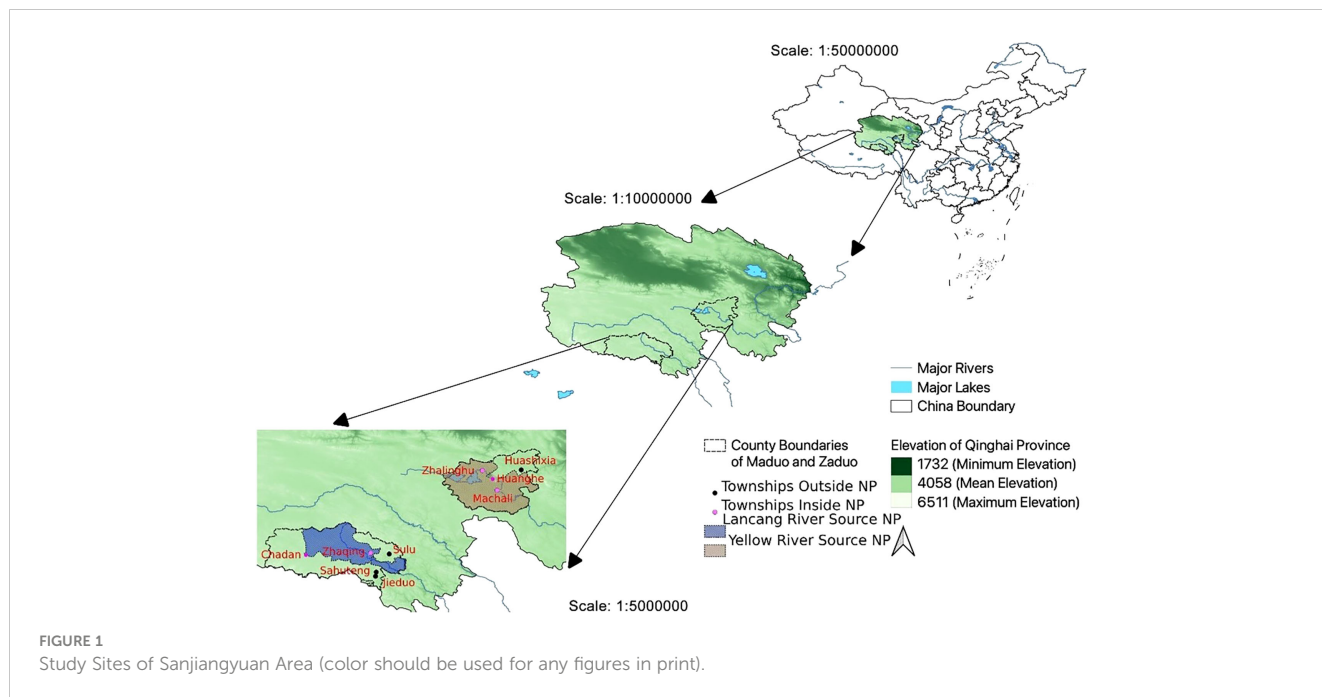 Scale: 1:50000000
Scale: 1:10000000
Major Rivers
Major Lakes
China Boundary
County Boundaries
of Maduo and Zaduo
Townships Outside NP
Townships Inside NP
Lancang River Source NP
Yellow River Source NP
Elevation of Qinghai Province
1732 (Minimum Elevation)
4058 (Mean Elevation)
6511 (Maximum Elevation)
Huashixia
Zhalinghu
Huanghe
Machali
Chadan
Zhaqing
Sulu
Sahuteng
Jieduo
Scale: 1:5000000
FIGURE 1
Study Sites of Sanjiangyuan Area (color should be used for any figures in print).